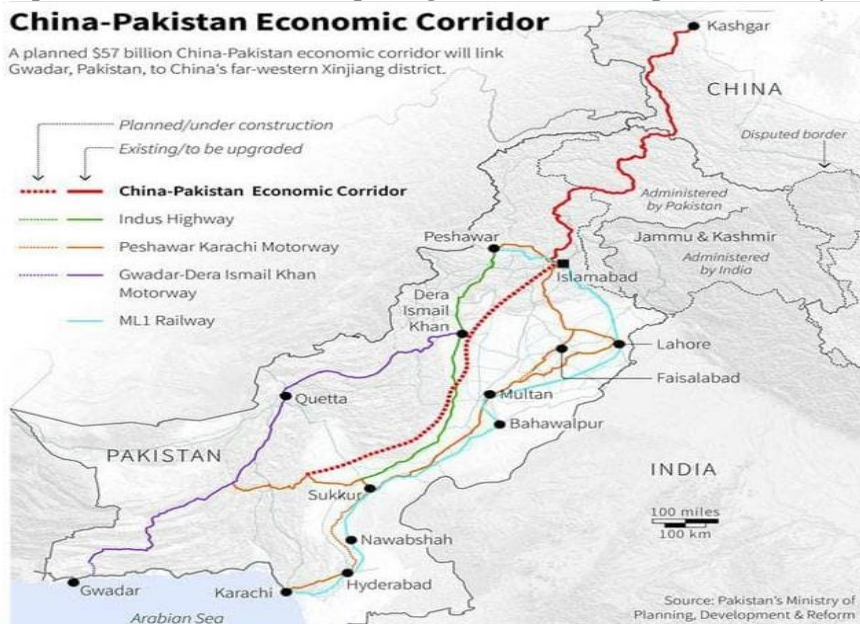 China-Pakistan Economic Corridor
A planned $57 billion China-Pakistan economic corridor will link
Gwadar, Pakistan, to China's far-western Xinjiang district.
Planned/under construction
Existing/to be upgraded
China-Pakistan Economic Corridor
Indus Highway
Peshawar Karachi Motorway
Gwadar-Dera Ismail Khan
Motorway
ML1 Railway
Kashgar
CHINA
Disputed border
Administered
by Pakistan
Jammu & Kashmir
Administered
by India
Peshawar
Islamabad
Dera
Ismail
Khan
Lahore
Faisalabad
Quetta
Multan
Bahawalpur
PAKISTAN
INDIA
Sukkur
100 miles
100 km
Nawabshah
Hyderabad
Gwadar
Karachi
Arabian Sea
Source: Pakistan's Ministry of
Planning, Development & Reform